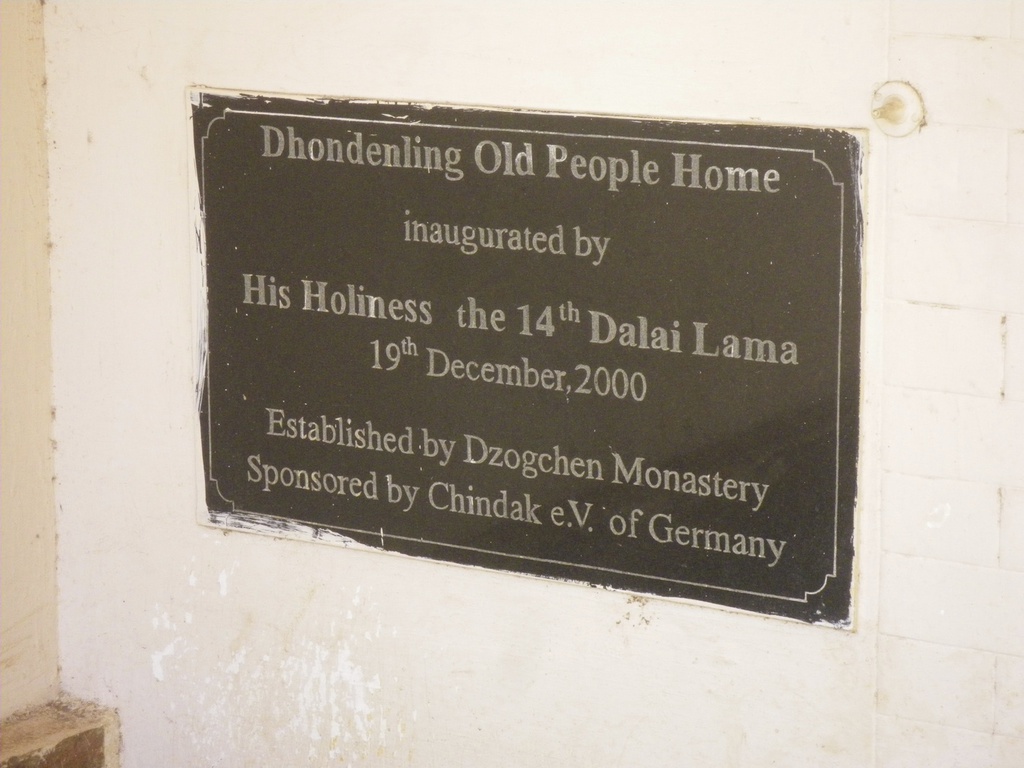 Dhondenling Old People Home
inaugurated by
His Holiness the 14th Dalai Lama
19th December, 2000
Established by Dzogchen Monastery
Sponsored by Chindak e.V. of Germany